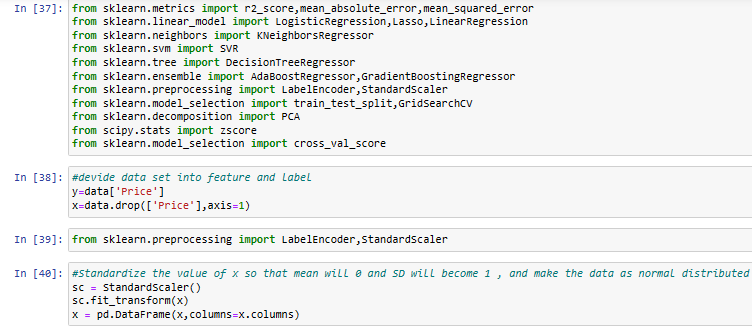 In [37]: from sklearn.metrics import r2_score,mean_absolute_error,mean_squared_error
from sklearn.linear_model import LogisticRegression,Lasso,LinearRegression
from sklearn.neighbors import KNeighborsRegressor
from sklearn.svm import SVR
from sklearn.tree import DecisionTreeRegressor
from sklearn.ensemble import AdaBoostRegressor,GradientBoostingRegressor
from sklearn.preprocessing import LabelEncoder,StandardScaler
from sklearn.model_selection import train_test_split,GridSearchCV
from sklearn.decomposition import PCA
from scipy.stats import zscore
from sklearn.model_selection import cross_val_score
In [38]: #devide data set into feature and label
y=data['Price']
x=data.drop(['Price'],axis=1)
In [39]: from sklearn.preprocessing import LabelEncoder,StandardScaler
In [40]: #Standardize the value of x so that mean will 0 and SD will become 1 , and make the data as normal distributed
sc = StandardScaler()
sc.fit_transform(x)
x = pd.DataFrame(x,columns=x.columns)